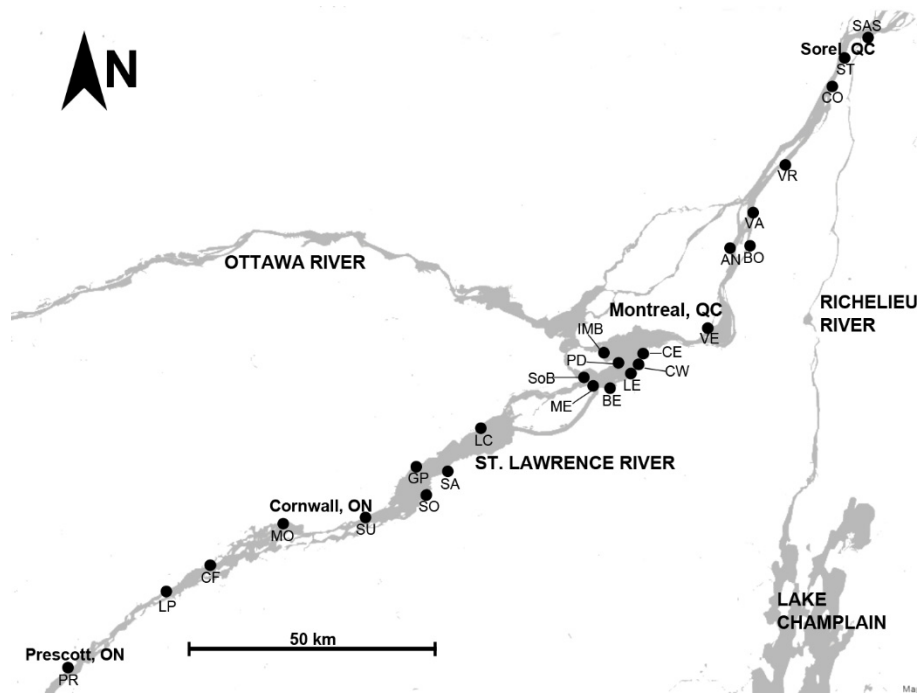 SAS
N
Sorel, QC
ST
CO
VR
VA
OTTAWA RIVER
AN
BO
RICHELIEU
RIVER
Montreal, QC
IMB
VE
CE
PD
CW
SoB
LE
ME
BE
LC
ST. LAWRENCE RIVER
GP
SA
Cornwall, ON
SO
MO
SU
CF
LP
LAKE
CHAMPLAIN
50 km
Prescott, ON
PR
Ma